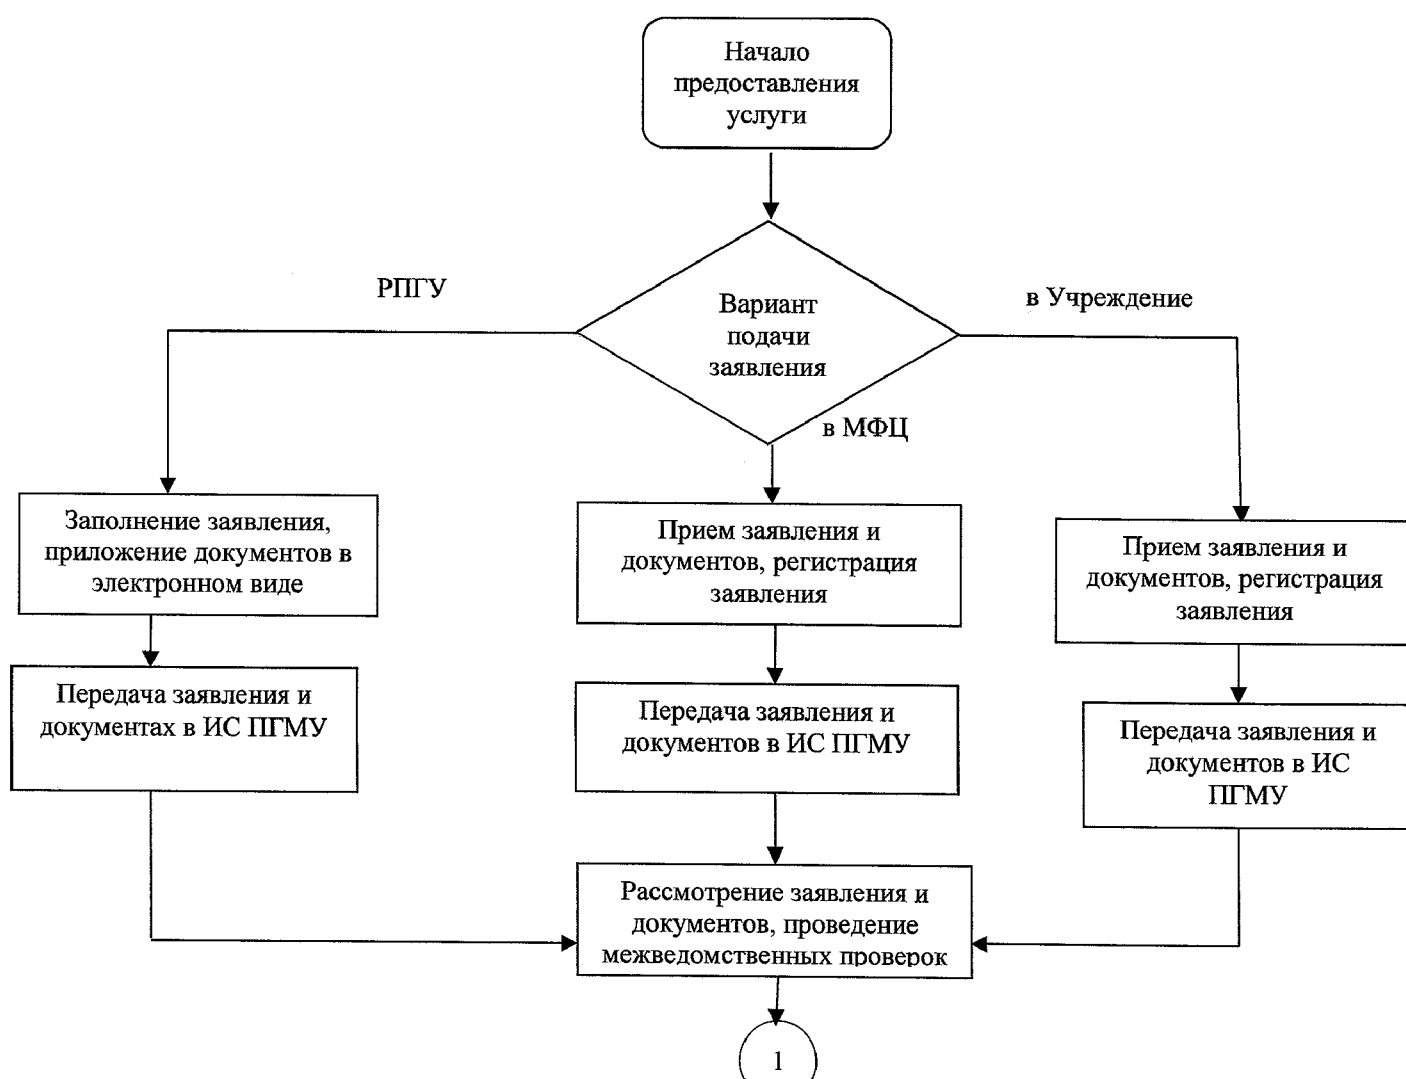 Начало
предоставления
услуги
РПГУ
в Учреждение
Вариант
подачи
заявления
в МФЦ
Заполнение заявления,
приложение документов в
электронном виде
Прием заявления и
документов, регистрация
заявления
Прием заявления и
документов, регистрация
заявления
Передача заявления и
документах в ИС ПГМУ
Передача заявления и
документов в ИС ПГМУ
Передача заявления и
документов в ИС
ПГМУ
Рассмотрение заявления и
документов, проведение
межведомственных проверок
1